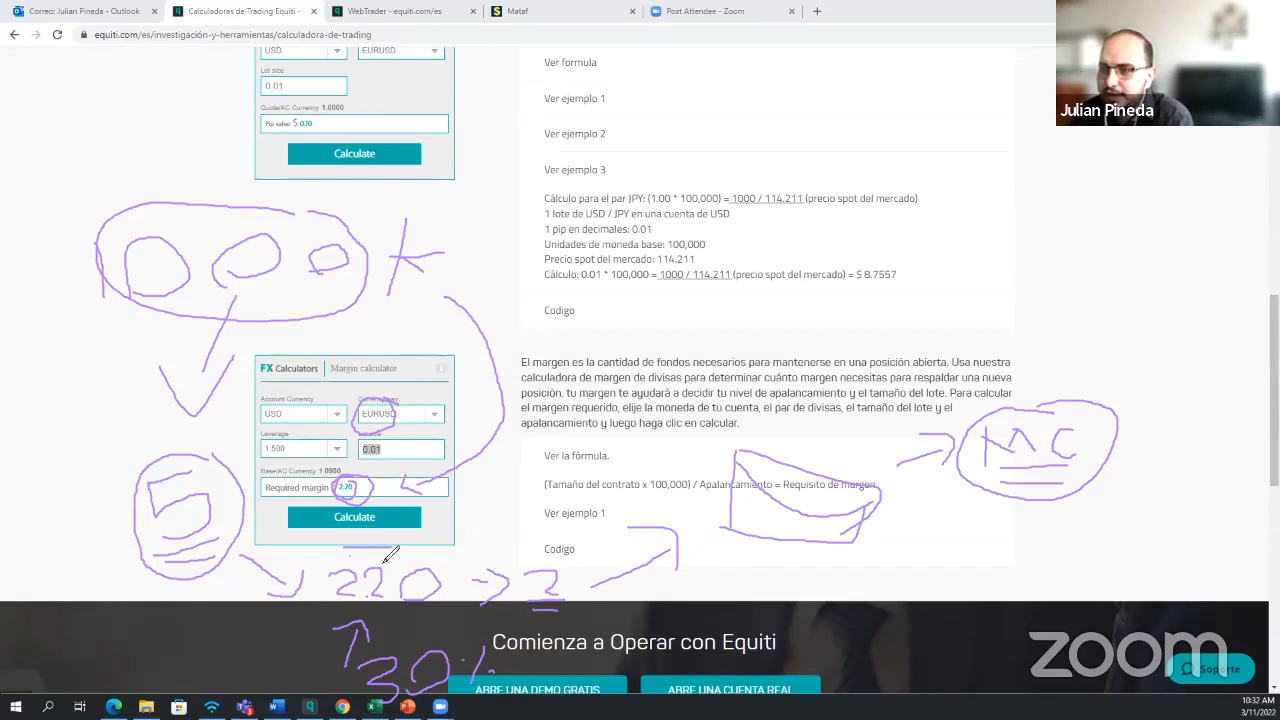 Correo: Julian Pineda - Outlook
Calculadoras de Trading Equiti -
WebTrader - equiti.com/es
Mataf
Post Attendee - Zoom
equiti.com/es/investigación-y-herramientas/calculadora-de-trading
Julian Pineda
USD
EURUSD
Lot size
0.01
Quote/AC Currency 1.0000
Pip value $ 0.10
Calculate
Ver formula
Ver ejemplo 1
Ver ejemplo 2
Ver ejemplo 3
Cálculo para el par JPY: (1.00 * 100,000) = 1000 / 114.211 (precio spot del mercado)
1 lote de USD / JPY en una cuenta de USD
1 pip en decimales: 0.01
Unidades de moneda base: 100,000
Precio spot del mercado: 114.211
Cálculo: 0.01 * 100,000 = 1000 / 114.211 (precio spot del mercado) = $ 8.7557
Codigo
FX Calculators
Margin calculator
Account Currency
USD
EURUSD
Leverage
1:500
0.01
Base/AC Currency 1.0980
Required margin
2.20
Calculate
El margen es la cantidad de fondos necesarios para mantenerse en una posición abierta. Usa nuestra
calculadora de margen de divisas para determinar cuánto margen necesitas para respaldar una nueva
posición, tu margen te ayudará a decidir tu nivel de apalancamiento y el tamaño del lote. Para calcular
el margen requerido, elije la moneda de tu cuenta, el par de divisas, el tamaño del lote y el
apalancamiento y luego haga clic en calcular.
Ver la fórmula.
(Tamaño del contrato x 100,000) / Apalancamiento = Requisito de margen
Ver ejemplo 1
Codigo
5
220
30%
Comienza a Operar con Equiti
ABRE UNA DEMO GRATIS
ABRE UNA CUENTA REAL
zoom
Soporte
10:32 AM
3/11/2022